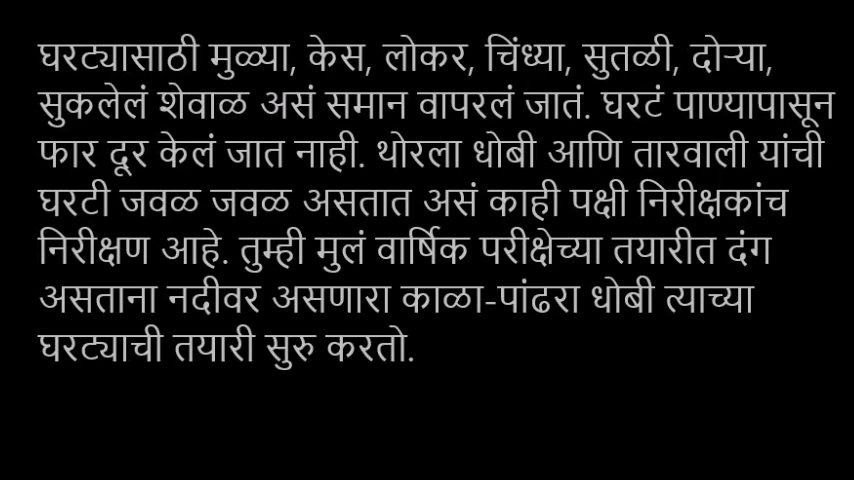 घरट्यासाठी मुळ्या, केस, लोकर, चिंध्या, सुतळी, दोऱ्या,
सुकलेलं शेवाळ असं समान वापरलं जातं. घरटं पाण्यापासून
फार दूर केलं जात नाही. थोरला धोबी आणि तारवाली यांची
घरटी जवळ जवळ असतात असं काही पक्षी निरीक्षकांच
निरीक्षण आहे. तुम्ही मुलं वार्षिक परीक्षेच्या तयारीत दंग
असताना नदीवर असणारा काळा-पांढरा धोबी त्याच्या
घरट्याची तयारी सुरु करतो.